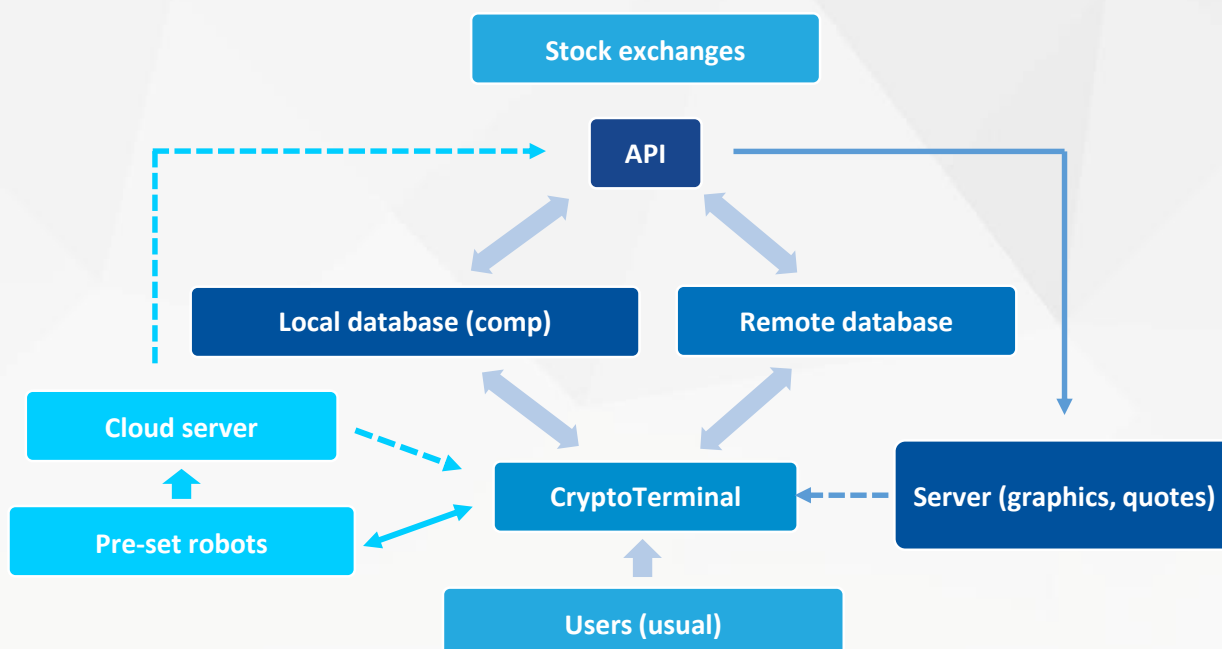 Stock exchanges
API
Local database (comp)
Remote database
Cloud server
CryptoTerminal
Server (graphics, quotes)
Pre-set robots
Users (usual)